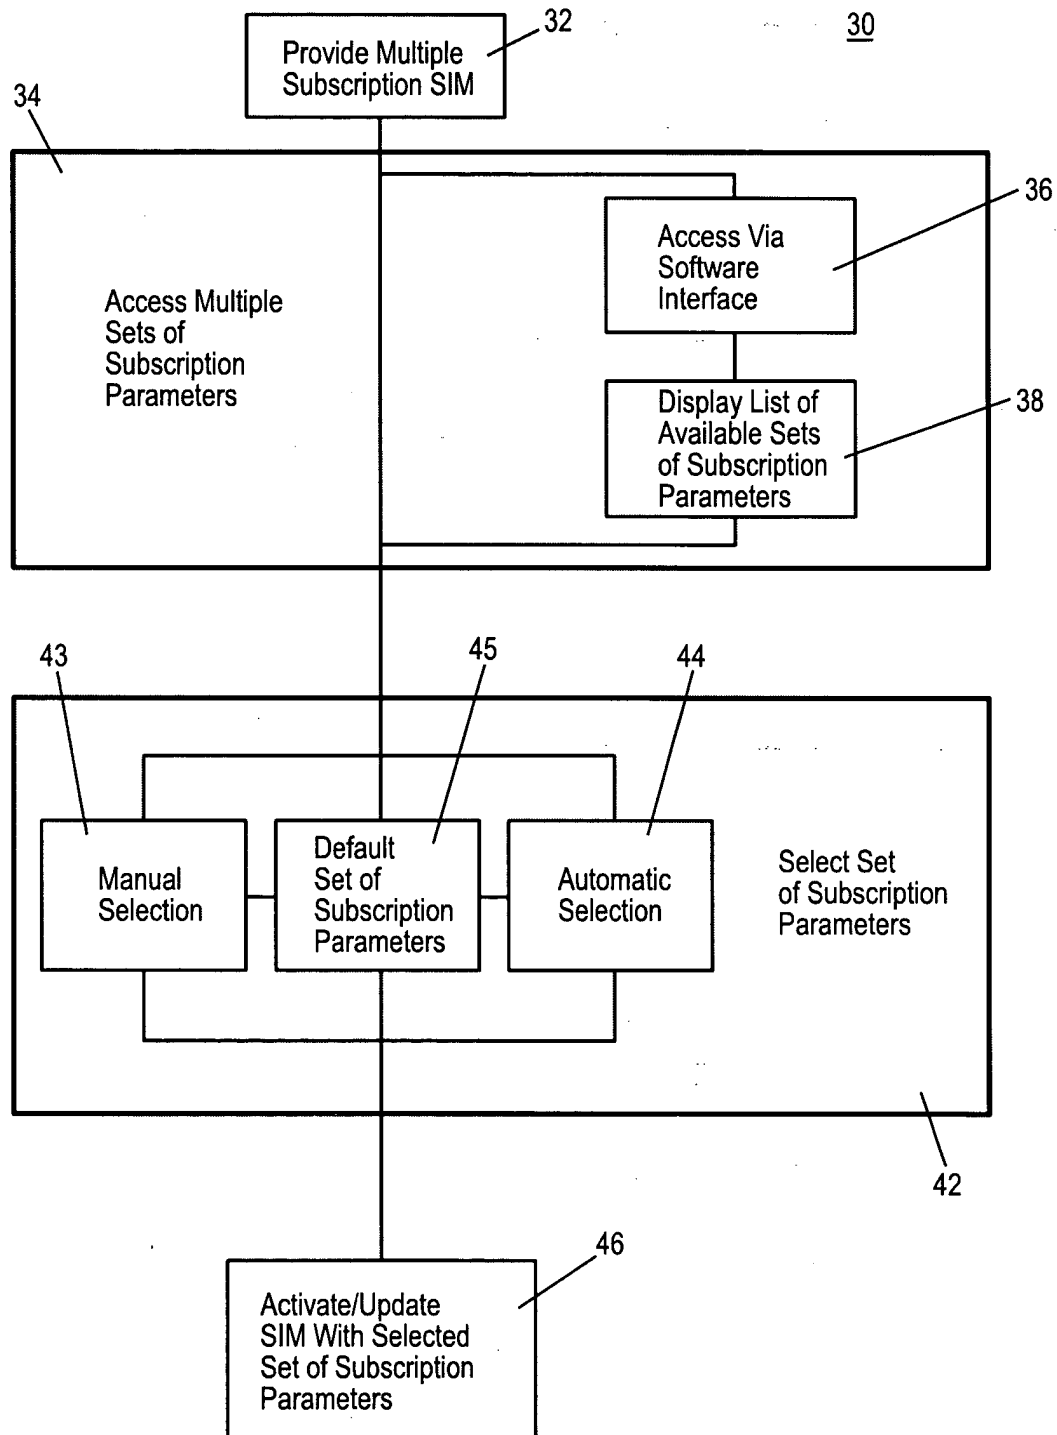 30
32
Provide Multiple
Subscription SIM
34
Access Multiple
Sets of
Subscription
Parameters
36
Access Via
Software
Interface
38
Display List of
Available Sets
of Subscription
Parameters
43
45
44
Manual
Selection
Default
Set of
Subscription
Parameters
Automatic
Selection
Select Set
of Subscription
Parameters
42
46
Activate/Update
SIM With Selected
Set of Subscription
Parameters